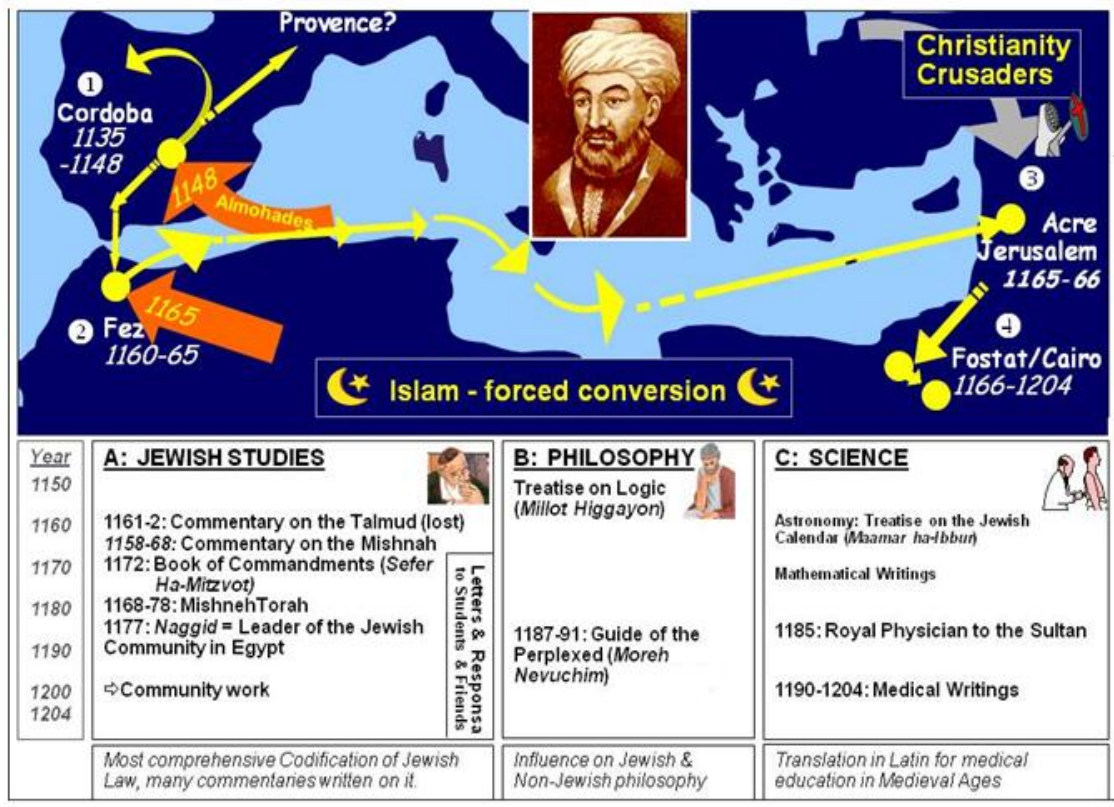 Provence?
Christianity
Crusaders
1
Cordoba
1135
-1148
1148
Almohades
3
Acre
Jerusalem
1165-66
1165
2 Fez
1160-65
4
Fostat/Cairo
1166-1204
Islam - forced conversion
Year
1150
1160
1170
1180
1190
1200
1204
A: JEWISH STUDIES
1161-2: Commentary on the Talmud (lost)
1158-68: Commentary on the Mishnah
1172: Book of Commandments (Sefer
Ha-Mitzvot)
1168-78: MishnehTorah
1177: Naggid = Leader of the Jewish
Community in Egypt
⇨Community work
Letters & Responsa
to Students & Friends
Most comprehensive Codification of Jewish
Law, many commentaries written on it.
B: PHILOSOPHY
Treatise on Logic
(Millot Higgayon)
1187-91: Guide of the
Perplexed (Moreh
Nevuchim)
Influence on Jewish &
Non-Jewish philosophy
C: SCIENCE
Astronomy: Treatise on the Jewish
Calendar (Maamar ha-Ibbur)
Mathematical Writings
1185: Royal Physician to the Sultan
1190-1204: Medical Writings
Translation in Latin for medical
education in Medieval Ages